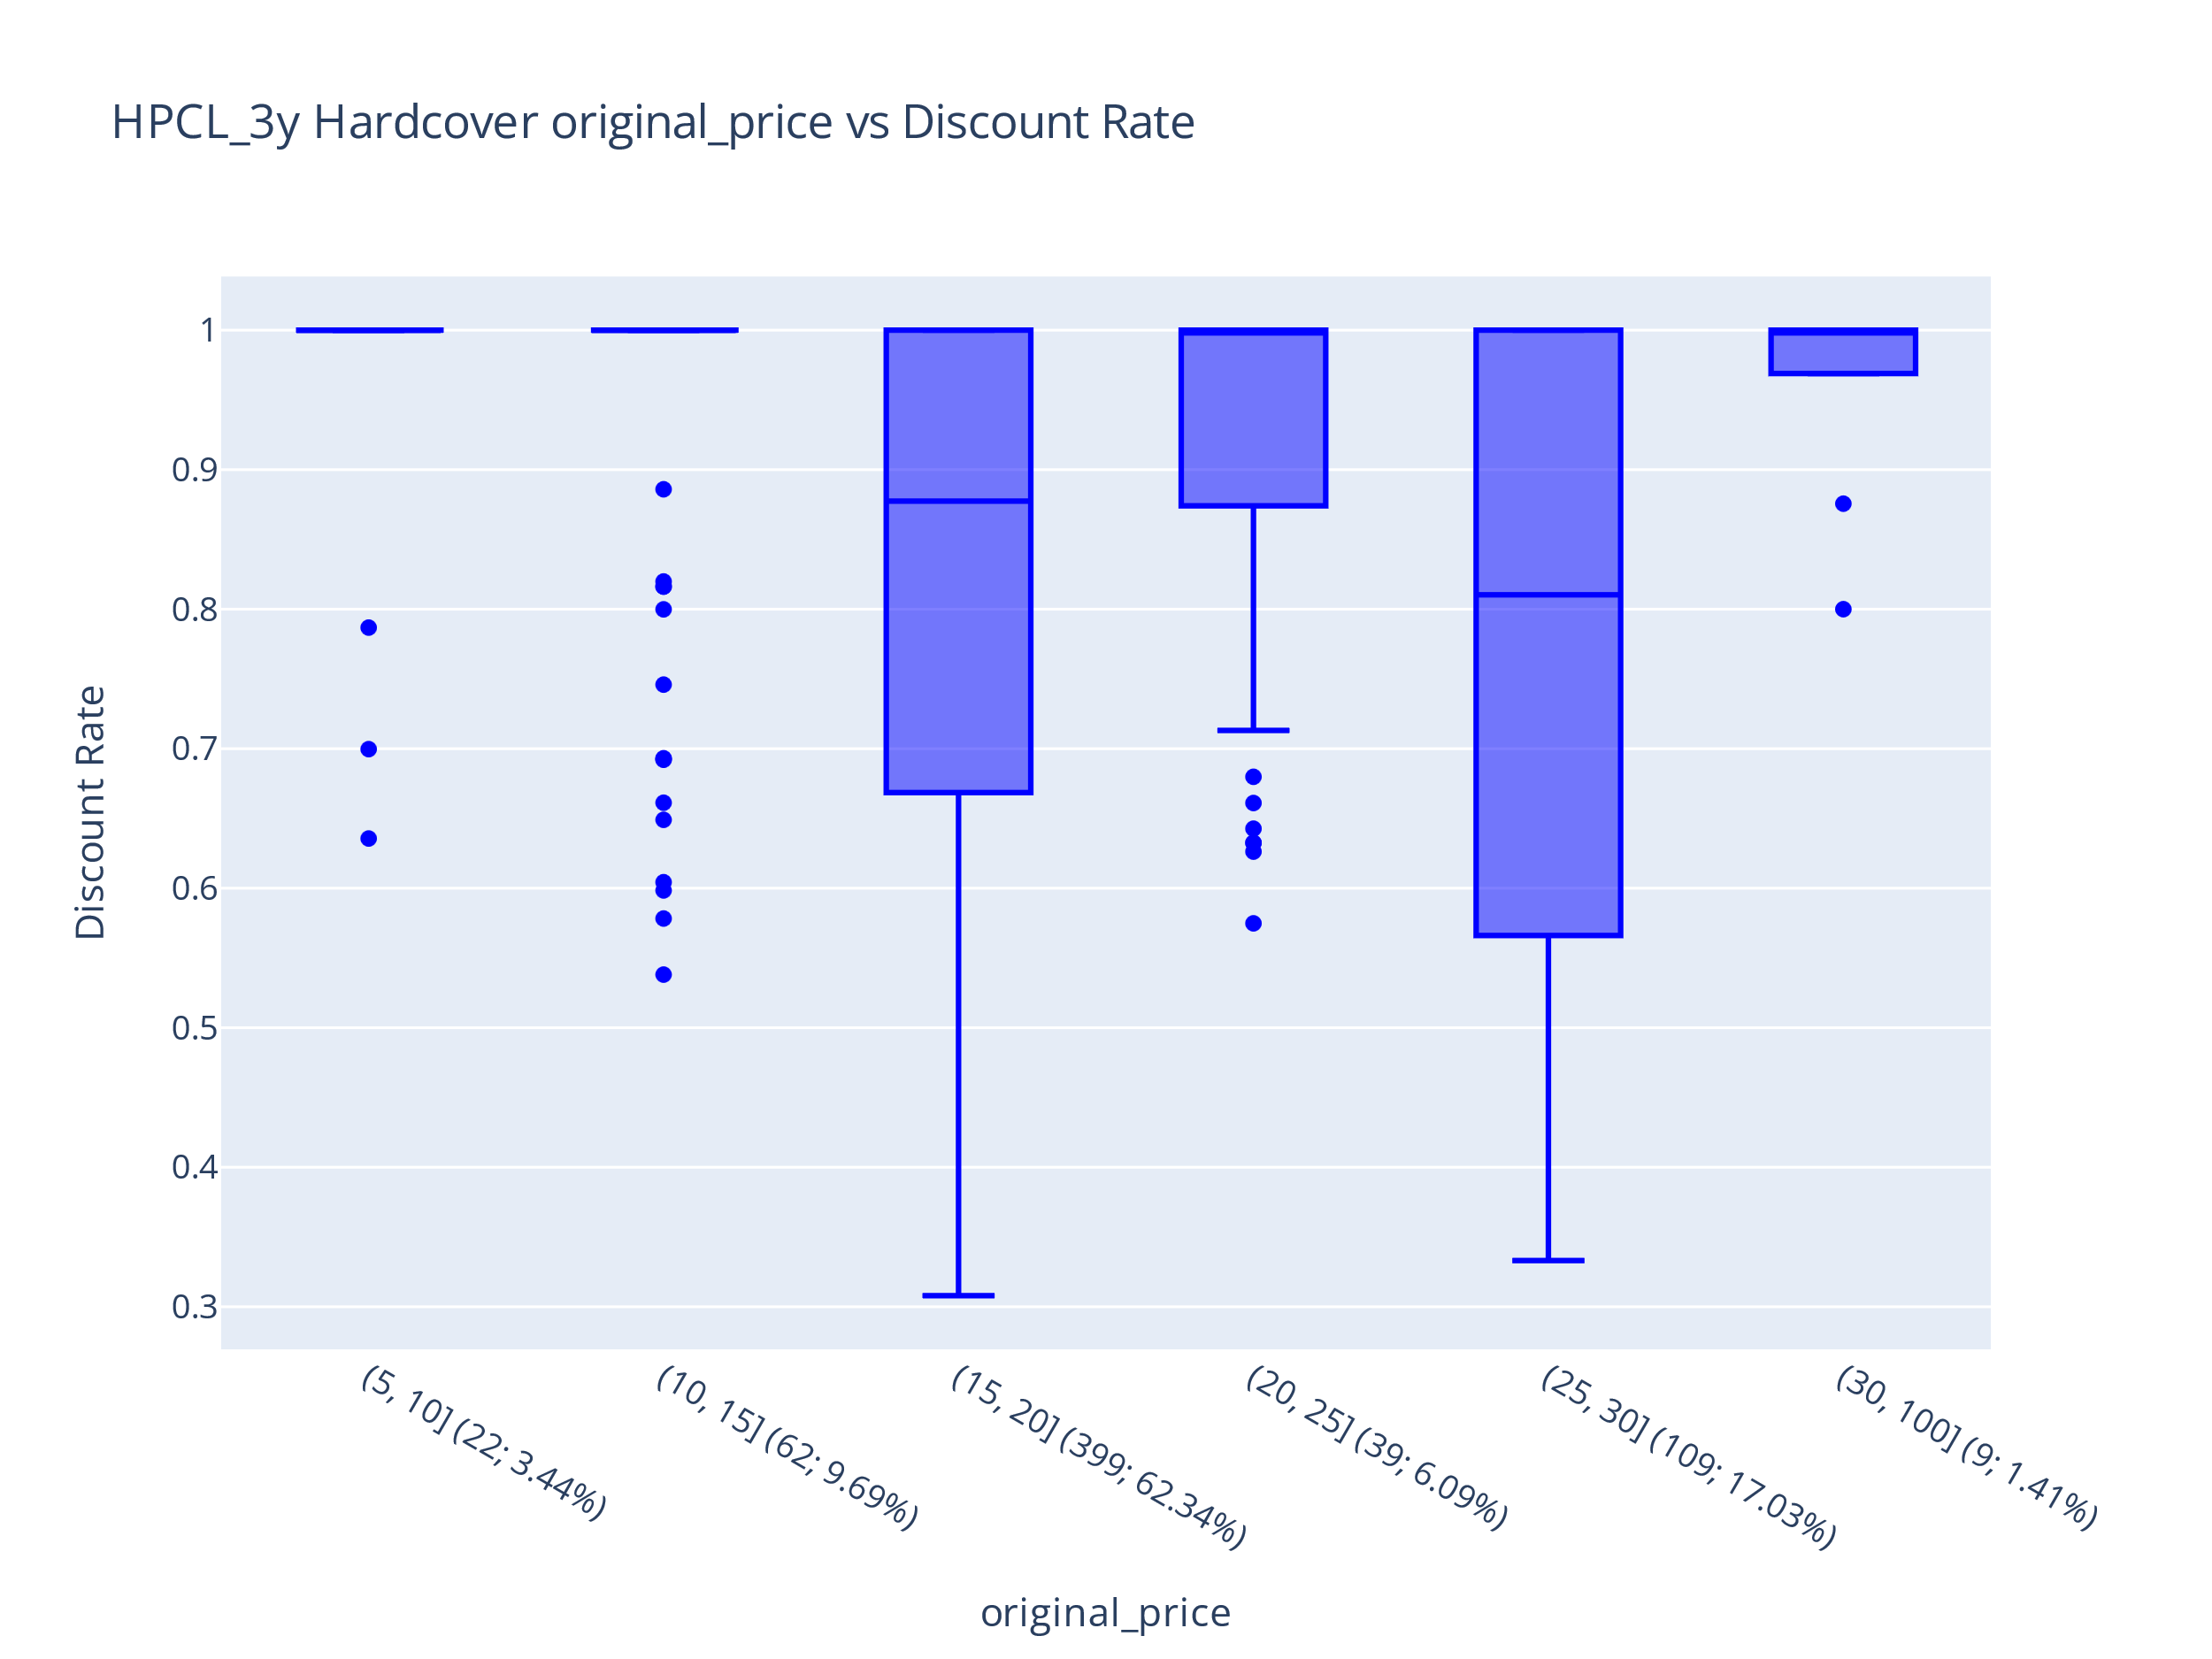 HPCL_3y Hardcover original_price vs Discount Rate
1
0.9
0.8
0.7
0.6
0.5
0.4
0.3
Discount Rate
(5, 10] (22; 3.44%)
(10, 15] (62; 9.69%)
(15, 20] (399; 62.34%)
(20, 25] (39; 6.09%)
(25, 30] (109; 17.03%)
(30, 100] (9; 1.41%)
original_price